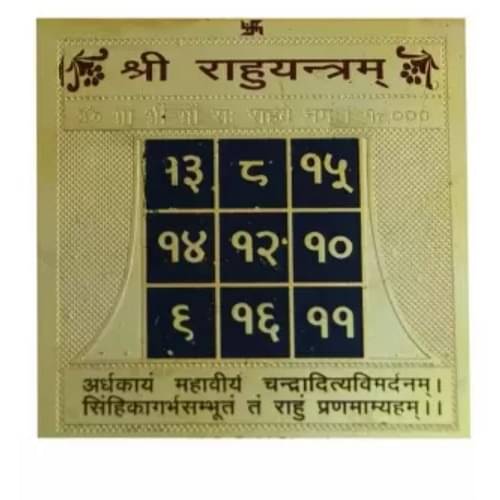 श्री राहुयन्त्रम्
१३ ८ १५
१४ १२ १०
६ १६ ११
अर्धकायं महावीर्यं चन्द्रादित्यविमर्दनम्।
सिंहिकागर्भसम्भूतं तं राहुं प्रणमाम्यहम्।।